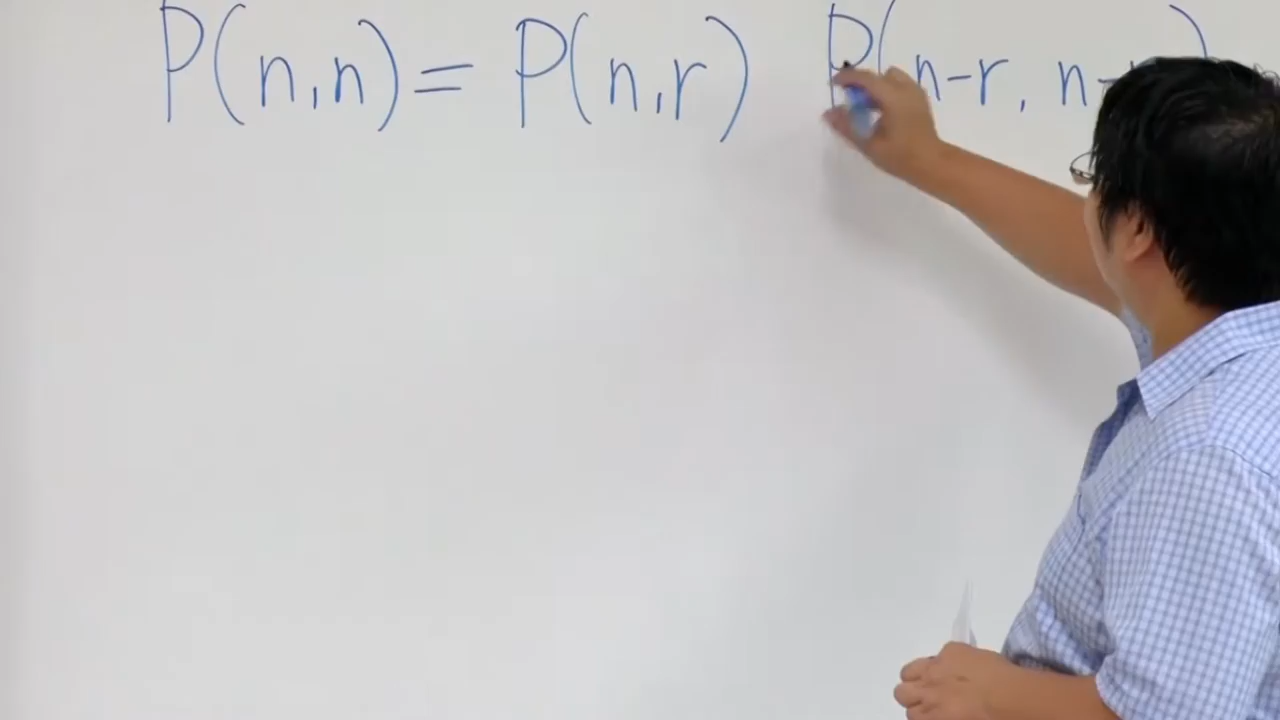 P(n,n) = P(n,r) P(n-r, n-